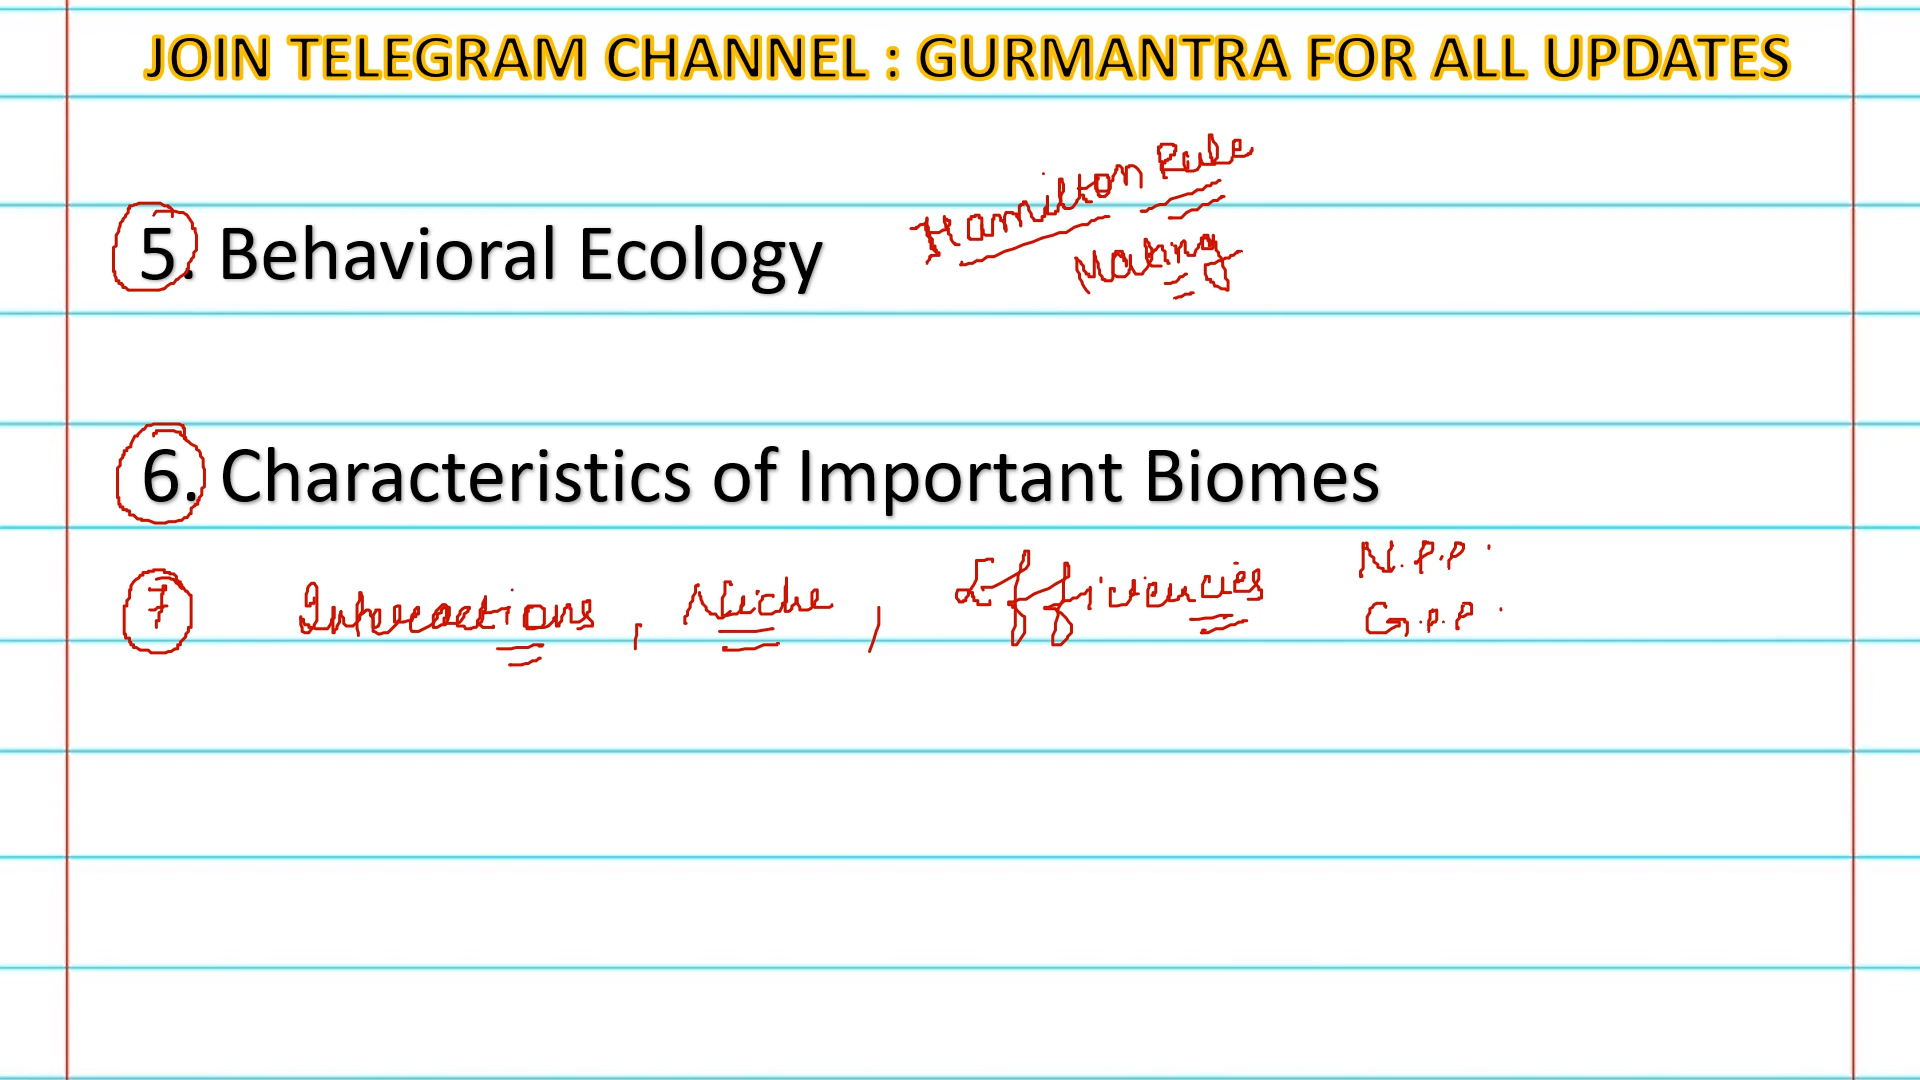 JOIN TELEGRAM CHANNEL : GURMANTRA FOR ALL UPDATES
Hamilton Rule
5. Behavioral Ecology
Mating
6. Characteristics of Important Biomes
N.P.P.
7 Interactions, Niche, Efficiencies
G.P.P.